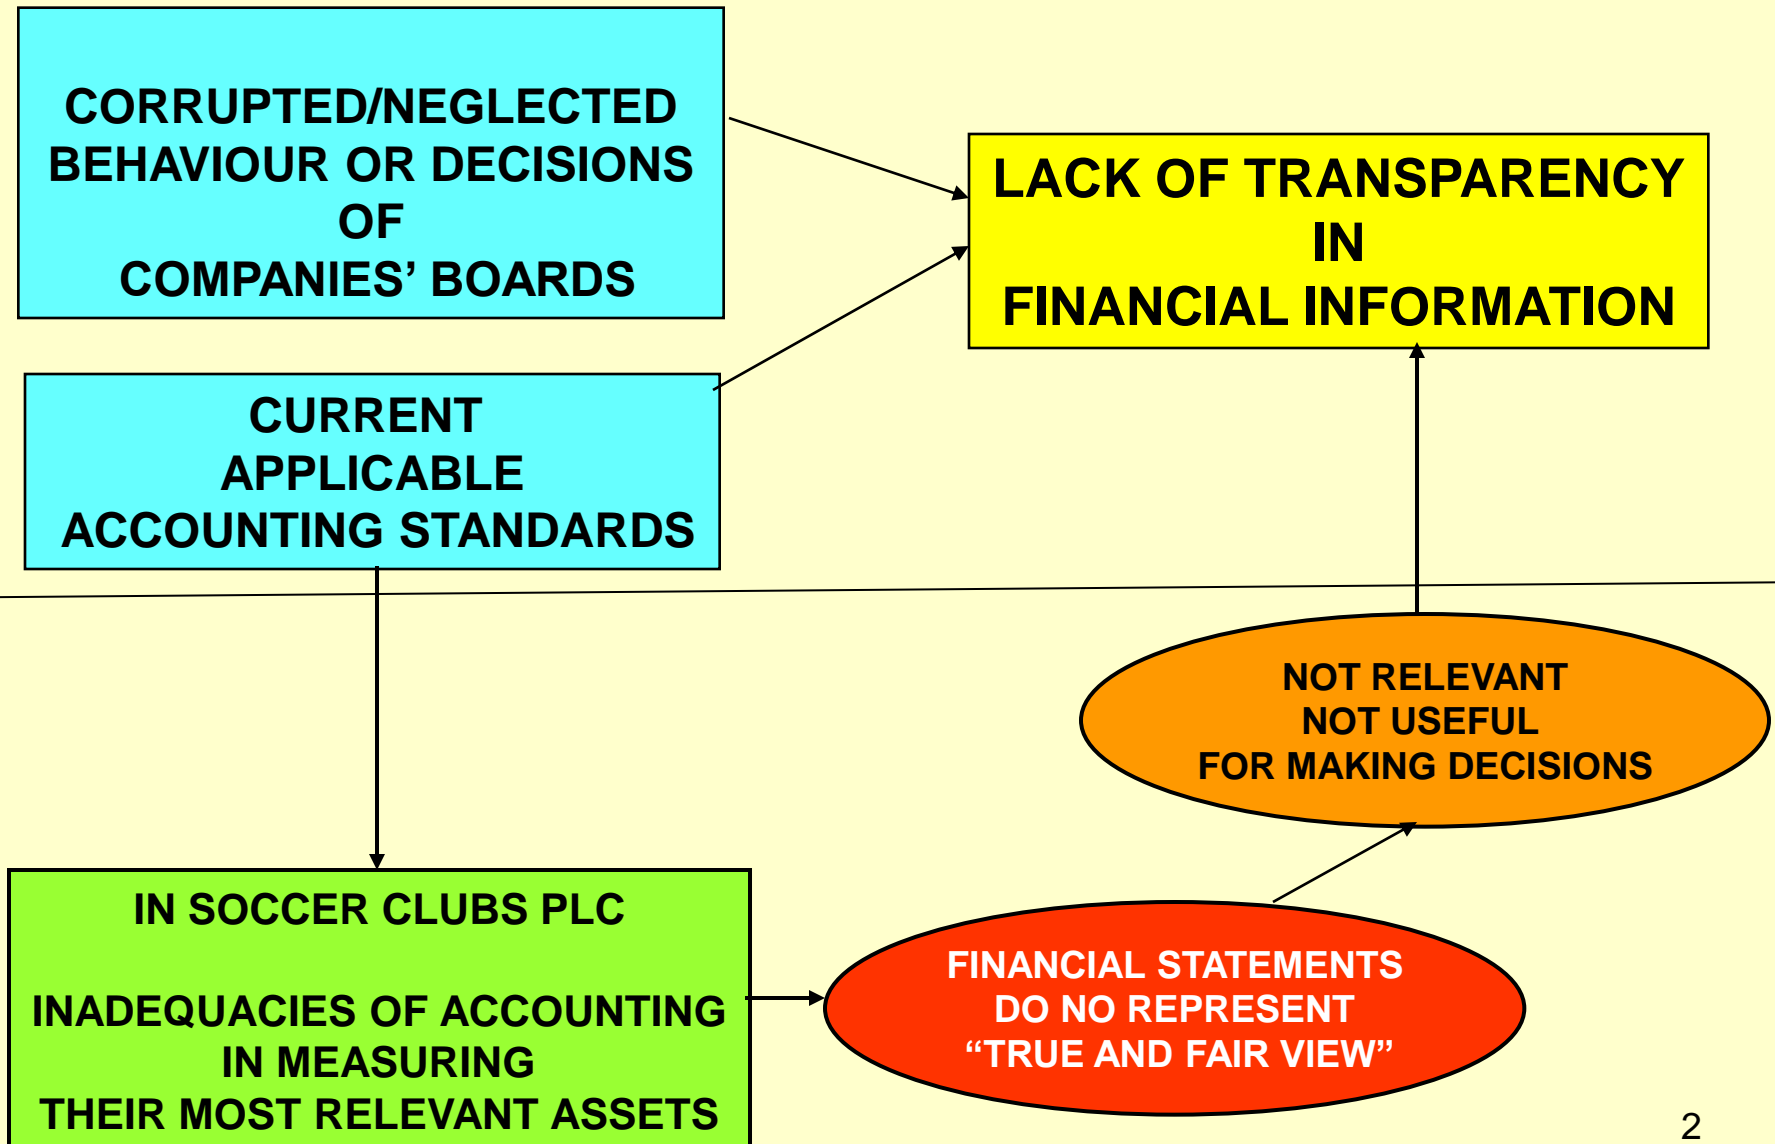 CORRUPTED/NEGLECTED
BEHAVIOUR OR DECISIONS
OF
COMPANIES’ BOARDS
LACK OF TRANSPARENCY
IN
FINANCIAL INFORMATION
CURRENT
APPLICABLE
ACCOUNTING STANDARDS
NOT RELEVANT
NOT USEFUL
FOR MAKING DECISIONS
IN SOCCER CLUBS PLC
INADEQUACIES OF ACCOUNTING
IN MEASURING
THEIR MOST RELEVANT ASSETS
FINANCIAL STATEMENTS
DO NO REPRESENT
“TRUE AND FAIR VIEW”
2